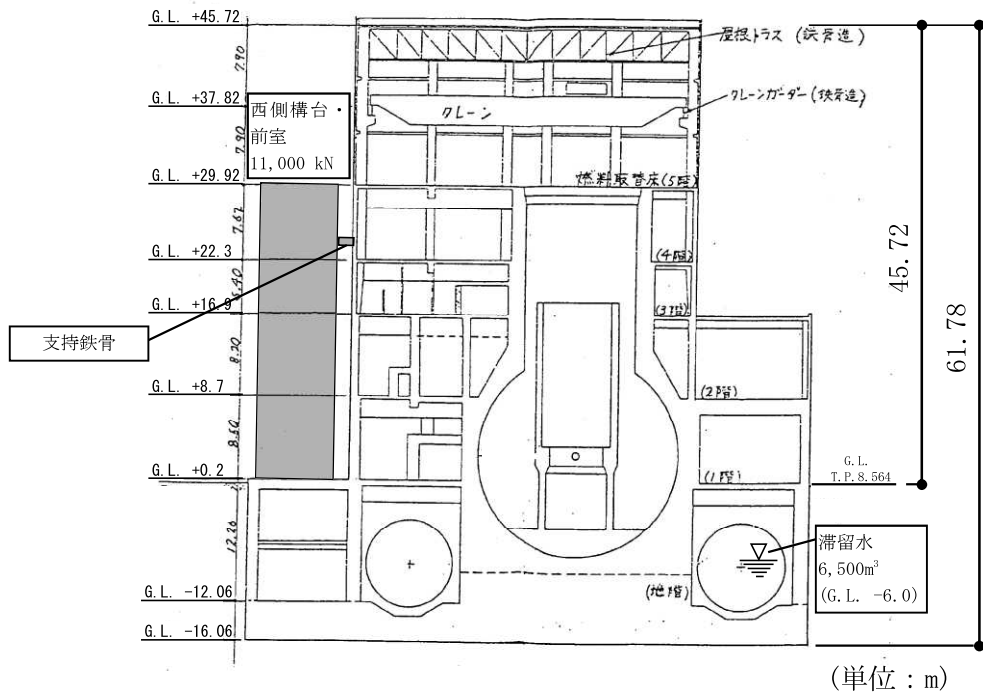 G.L. +45.72
7.90
G.L. +37.82
7.90
G.L. +29.92
7.62
G.L. +22.3
5.40
G.L. +16.9
8.20
G.L. +8.7
8.50
G.L. +0.2
12.26
G.L. -12.06
G.L. -16.06
西側構台・
前室
11,000 kN
支持鉄骨
屋根トラス (鉄骨造)
クレーン
クレーンガーダー(鉄骨造)
燃料取替床(5階)
(4階)
(3階)
(2階)
(1階)
(地階)
G.L.
T.P.8.564
滞留水
6,500m³
(G.L. -6.0)
45.72
61.78
(単位：m)